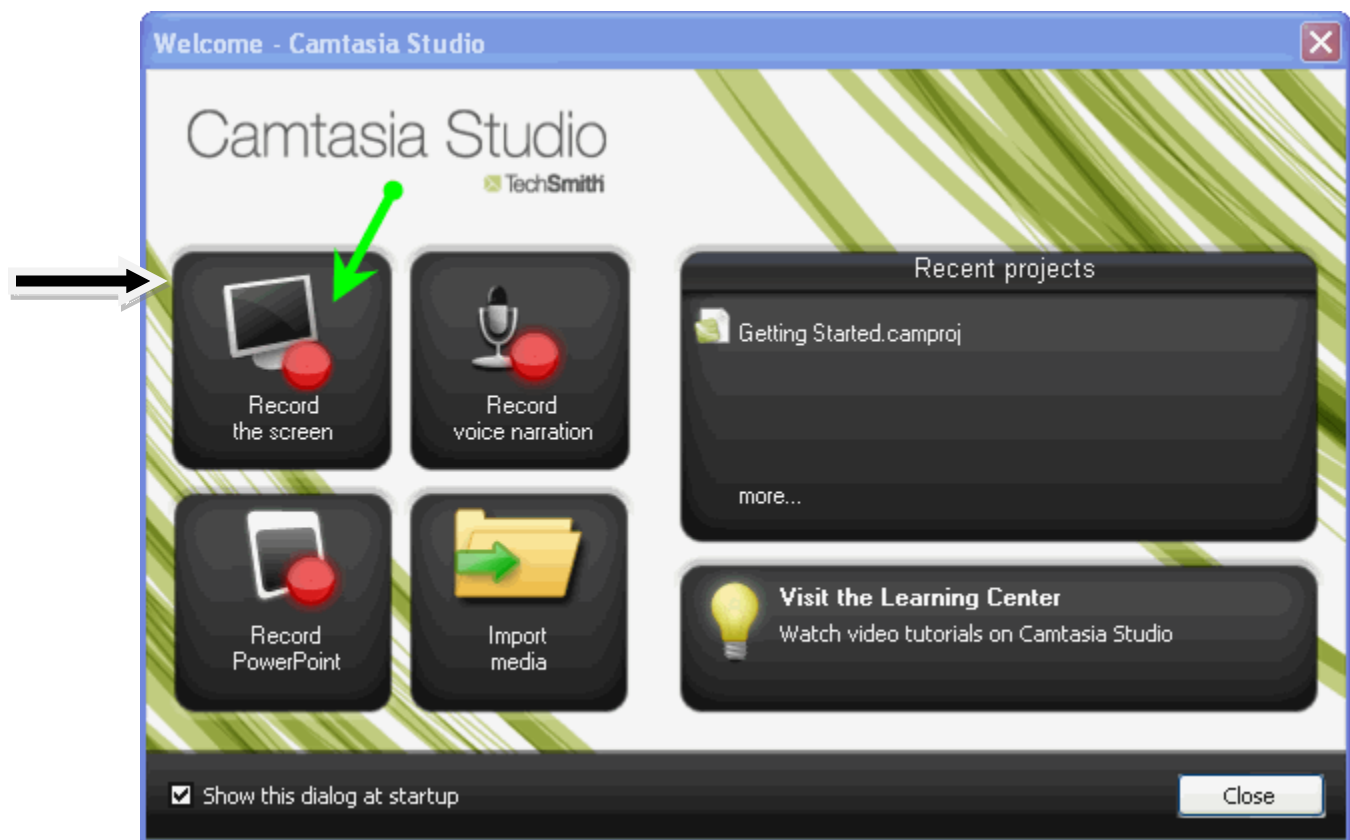 Welcome - Camtasia Studio
Camtasia Studio
TechSmith
Record
the screen
Record
voice narration
Record
PowerPoint
Import
media
Recent projects
Getting Started.camproj
more...
Visit the Learning Center
Watch video tutorials on Camtasia Studio
Show this dialog at startup
Close